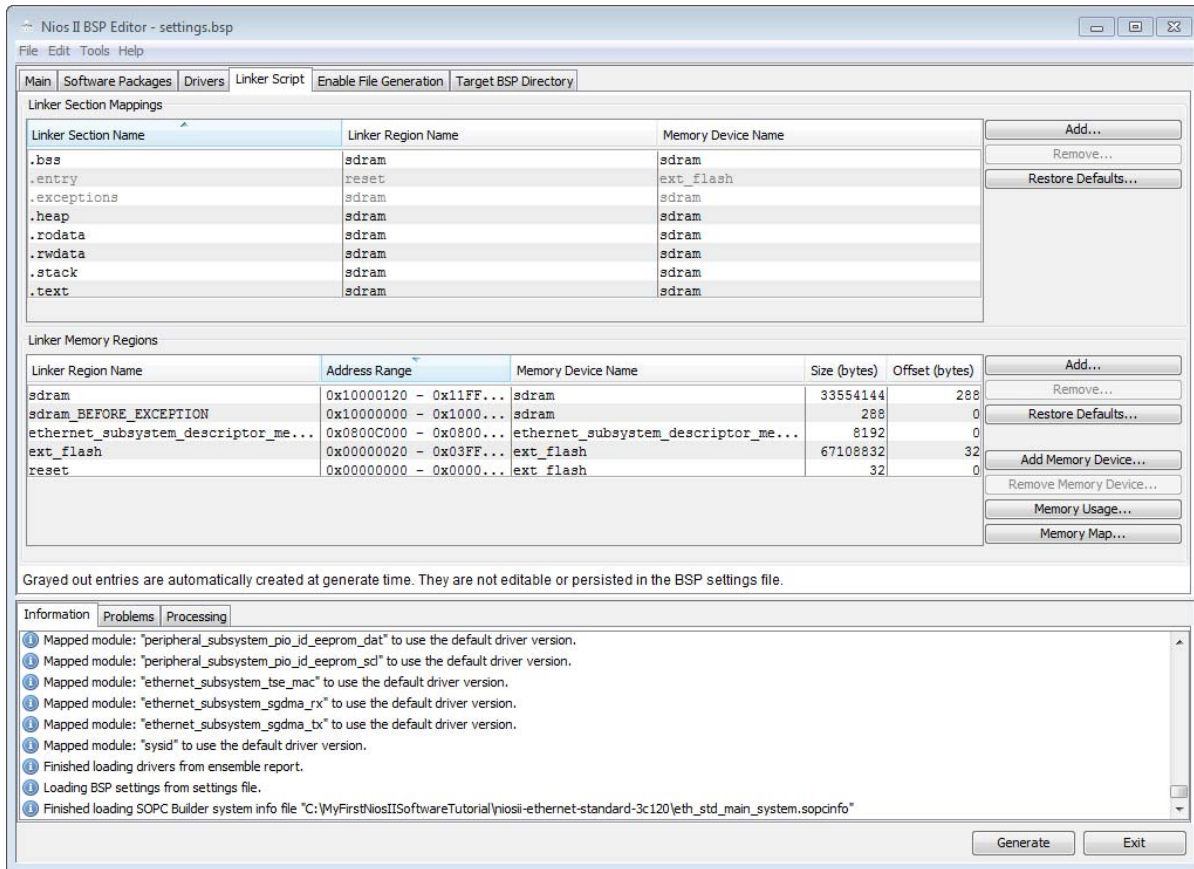 Nios II BSP Editor - settings.bsp
File Edit Tools Help
Main Software Packages Drivers Linker Script Enable File Generation Target BSP Directory
Linker Section Mappings
Linker Section Name Linker Region Name Memory Device Name Add...
.bss sdram sdram Remove...
.entry reset ext_flash Restore Defaults...
.exceptions sdram sdram
.heap sdram sdram
.rodata sdram sdram
.rwdata sdram sdram
.stack sdram sdram
.text sdram sdram
Linker Memory Regions
Linker Region Name Address Range Memory Device Name Size (bytes) Offset (bytes) Add...
sdram 0x10000120 - 0x11FF... sdram 33554144 288 Remove...
sdram_BEFORE_EXCEPTION 0x10000000 - 0x1000... sdram 288 0 Restore Defaults...
ethernet_subsystem_descriptor_me... 0x0800C000 - 0x0800... ethernet_subsystem_descriptor_me... 8192 0
ext_flash 0x00000020 - 0x03FF... ext_flash 67108832 32 Add Memory Device...
reset 0x00000000 - 0x0000... ext_flash 32 0 Remove Memory Device...
Memory Usage...
Memory Map...
Grayed out entries are automatically created at generate time. They are not editable or persisted in the BSP settings file.
Information Problems Processing
Mapped module: "peripheral_subsystem_pio_id_eeprom_dat" to use the default driver version.
Mapped module: "peripheral_subsystem_pio_id_eeprom_scl" to use the default driver version.
Mapped module: "ethernet_subsystem_tse_mac" to use the default driver version.
Mapped module: "ethernet_subsystem_sgdma_rx" to use the default driver version.
Mapped module: "ethernet_subsystem_sgdma_tx" to use the default driver version.
Mapped module: "sysid" to use the default driver version.
Finished loading drivers from ensemble report.
Loading BSP settings from settings file.
Finished loading SOPC Builder system info file "C:\MyFirstNiosIISoftwareTutorial\niosii-ethernet-standard-3c120\eth_std_main_system.sopcinfo"
Generate Exit